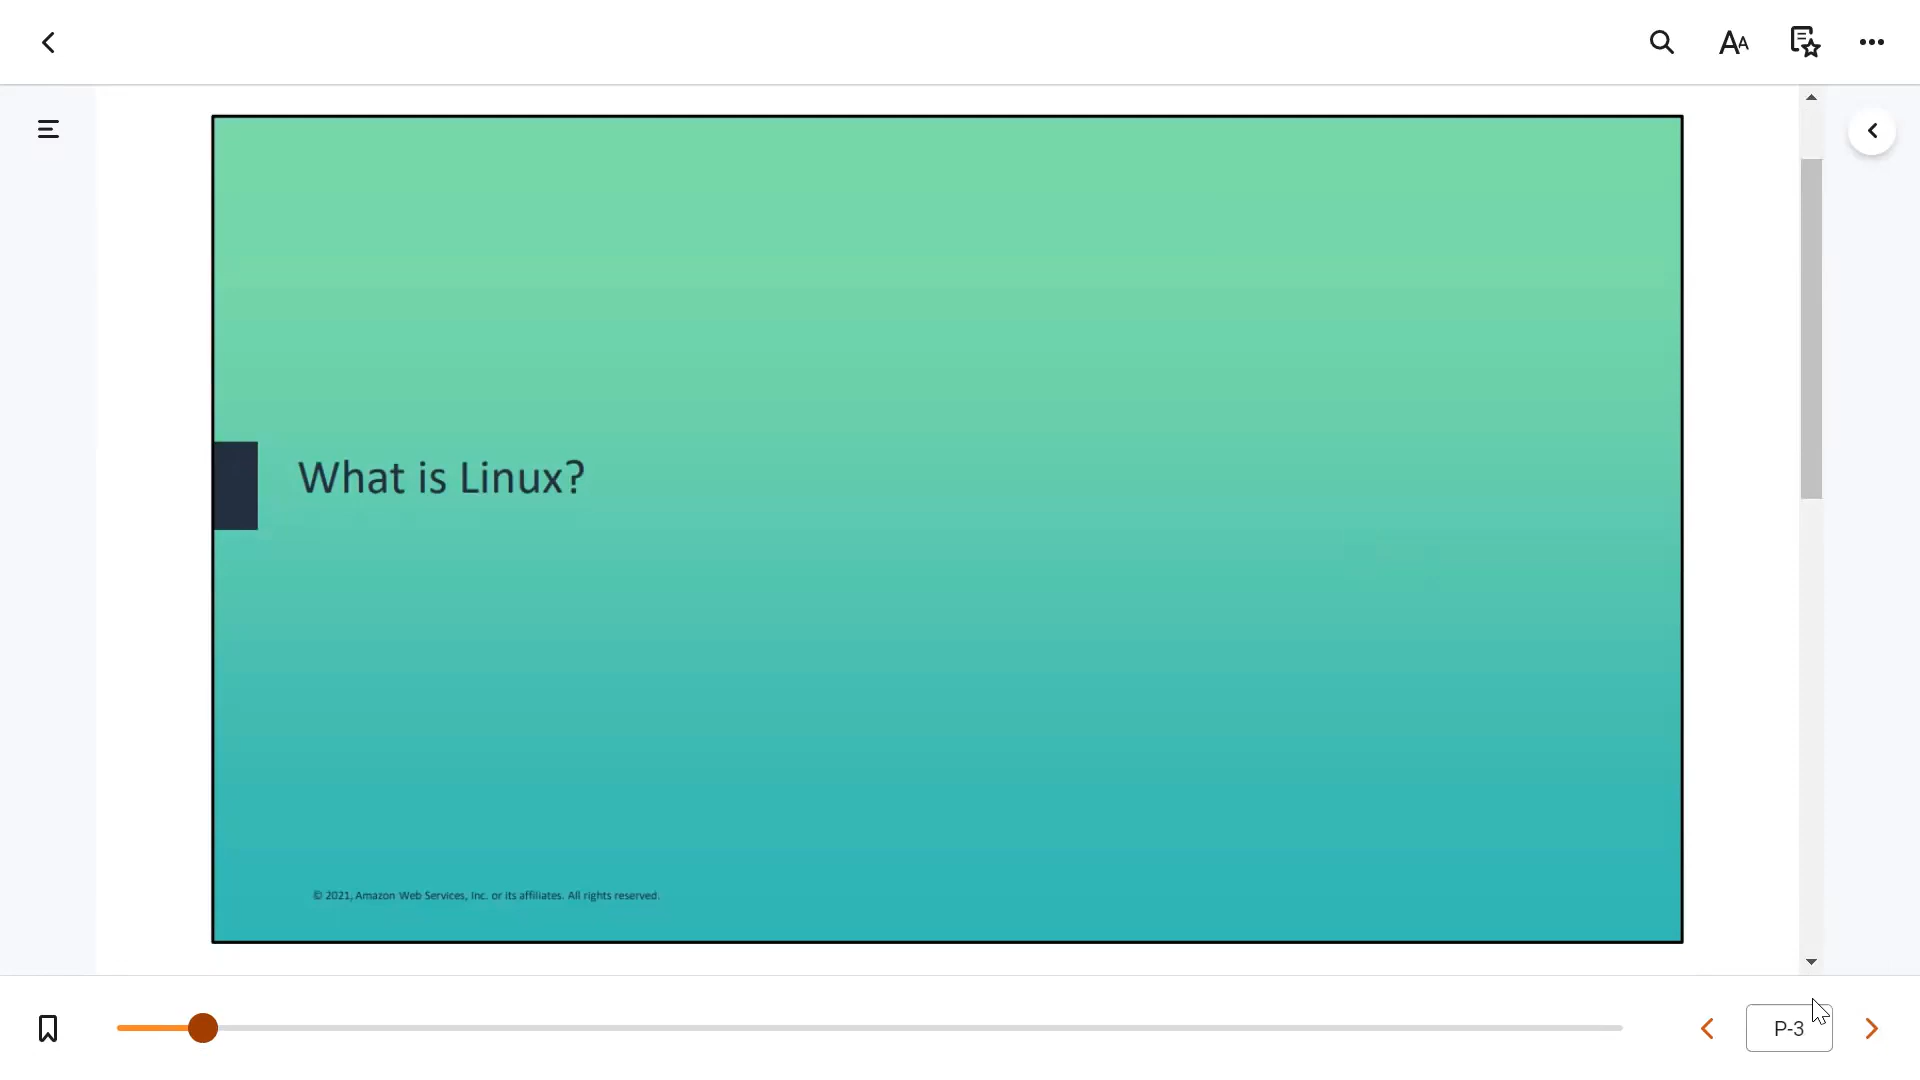 What is Linux?
© 2021, Amazon Web Services, Inc. or its affiliates. All rights reserved.
P-3